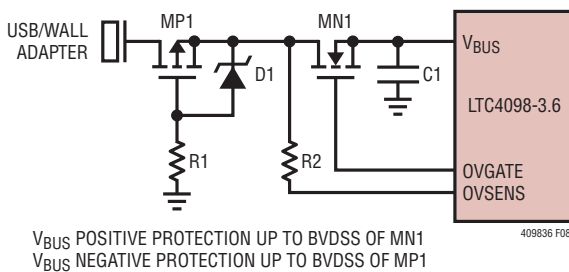 USB/WALL
ADAPTER
MP1
MN1
D1
C1
R1
R2
VBUS
LTC4098-3.6
OVGATE
OVSENS
409836 F08
VBUS POSITIVE PROTECTION UP TO BVDSS OF MN1
VBUS NEGATIVE PROTECTION UP TO BVDSS OF MP1